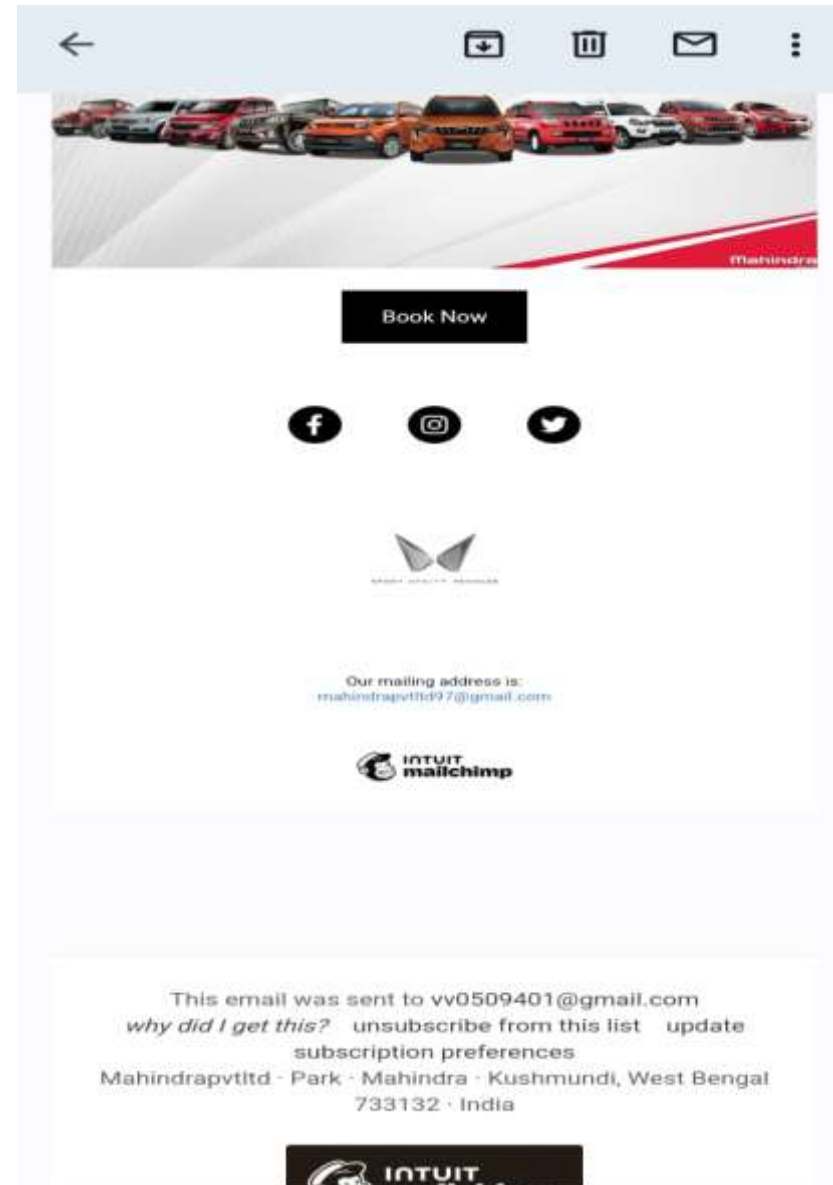 mahindra
Book Now
Our mailing address is:
mahindrapvtltd97@gmail.com
INTUIT
mailchimp
This email was sent to vv0509401@gmail.com
why did I get this? unsubscribe from this list update
subscription preferences
Mahindrapvtltd · Park · Mahindra · Kushmundi, West Bengal
733132 · India
INTUIT